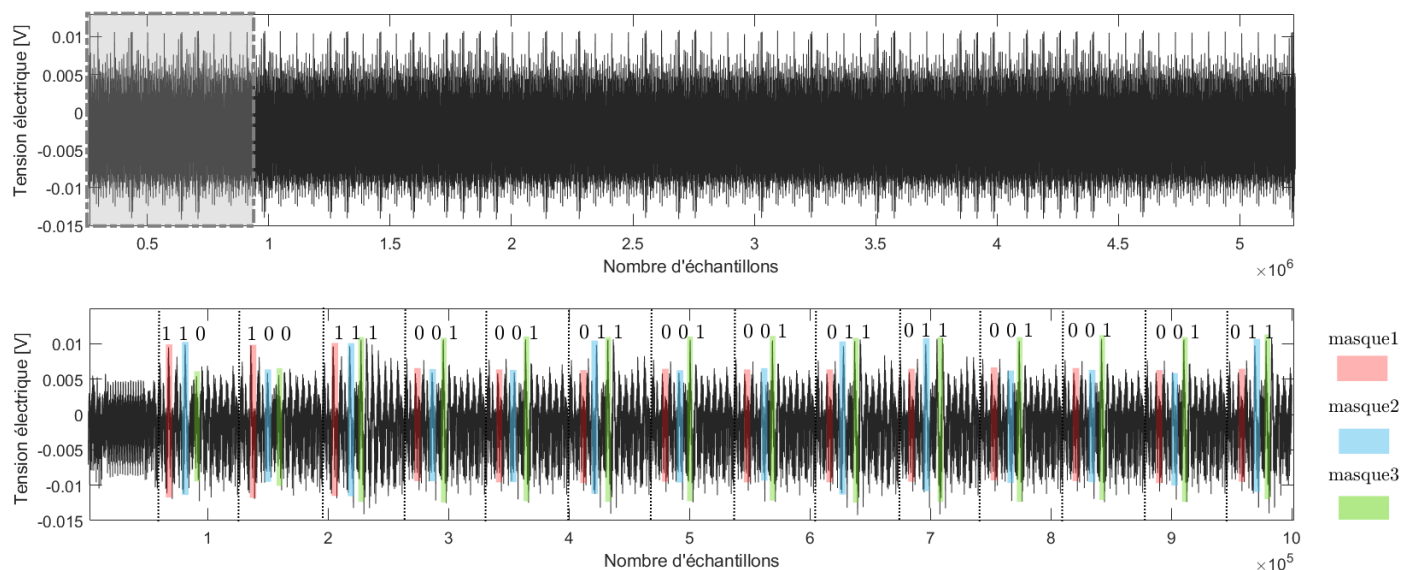 0.01
0.005
0
-0.005
-0.01
-0.015
Tension électrique [V]
0.5 1 1.5 2 2.5 3 3.5 4 4.5 5
Nombre d'échantillons
×10^6
1 1 0 1 0 0 1 1 1 0 0 1 0 0 1 0 1 1 0 0 1 0 0 1 0 1 1 0 1 1 0 0 1 0 0 1 0 0 1 0 1 1
0.01
0.005
0
-0.005
-0.01
-0.015
Tension électrique [V]
1 2 3 4 5 6 7 8 9 10
Nombre d'échantillons
×10^5
masque1
masque2
masque3